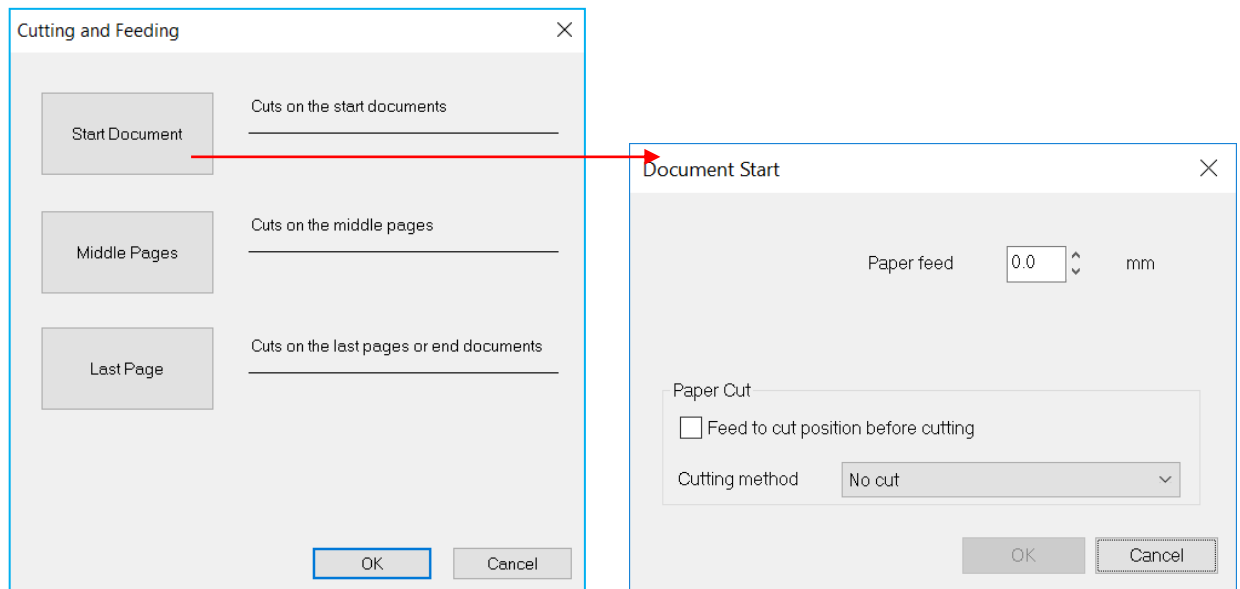 Cutting and Feeding
Start Document
Cuts on the start documents
Middle Pages
Cuts on the middle pages
Last Page
Cuts on the last pages or end documents
OK
Cancel
Document Start
Paper feed
0.0
mm
Paper Cut
Feed to cut position before cutting
Cutting method
No cut
OK
Cancel